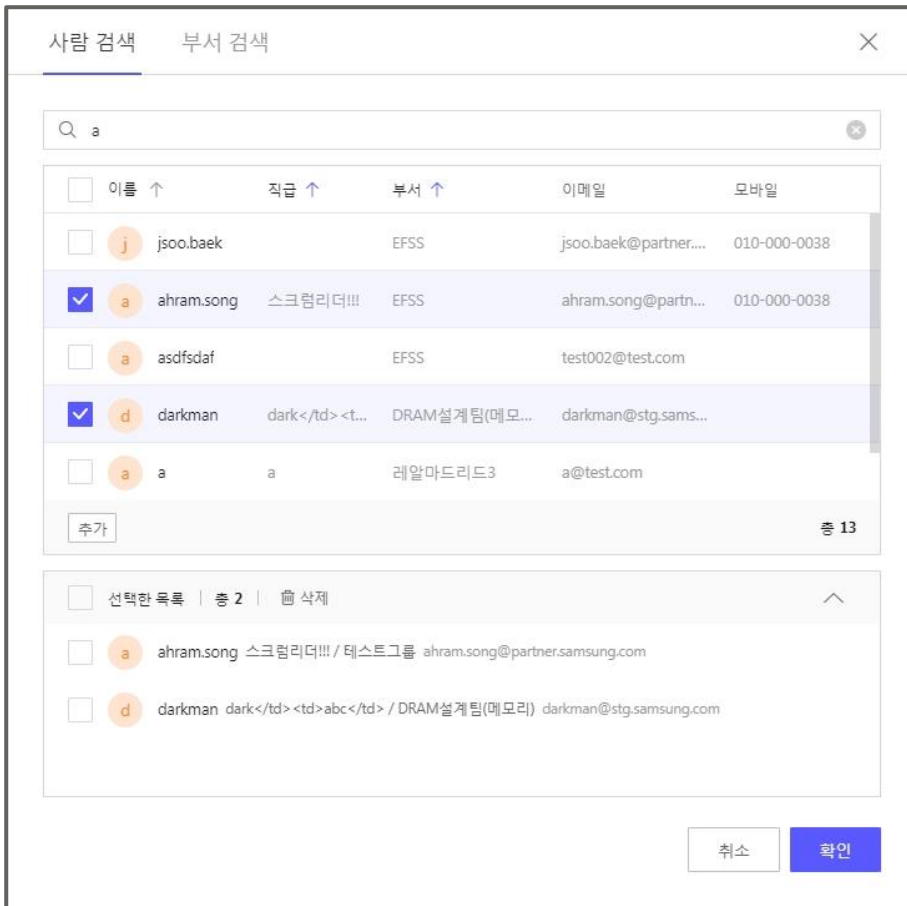 사람 검색 부서 검색
a
이름 직급 부서 이메일 모바일
j jsoo.baek EFSS jsoo.baek@partner.... 010-000-0038
a ahram.song 스크럼리더!!! EFSS ahram.song@partn... 010-000-0038
a asdfsdaf EFSS test002@test.com
d darkman dark</td><t... DRAM설계팀(메모... darkman@stg.sams...
a a a 레알마드리드3 a@test.com
추가 총 13
선택한 목록 총 2 삭제
a ahram.song 스크럼리더!!! / 테스트그룹 ahram.song@partner.samsung.com
d darkman dark</td><td>abc</td> / DRAM설계팀(메모리) darkman@stg.samsung.com
취소 확인